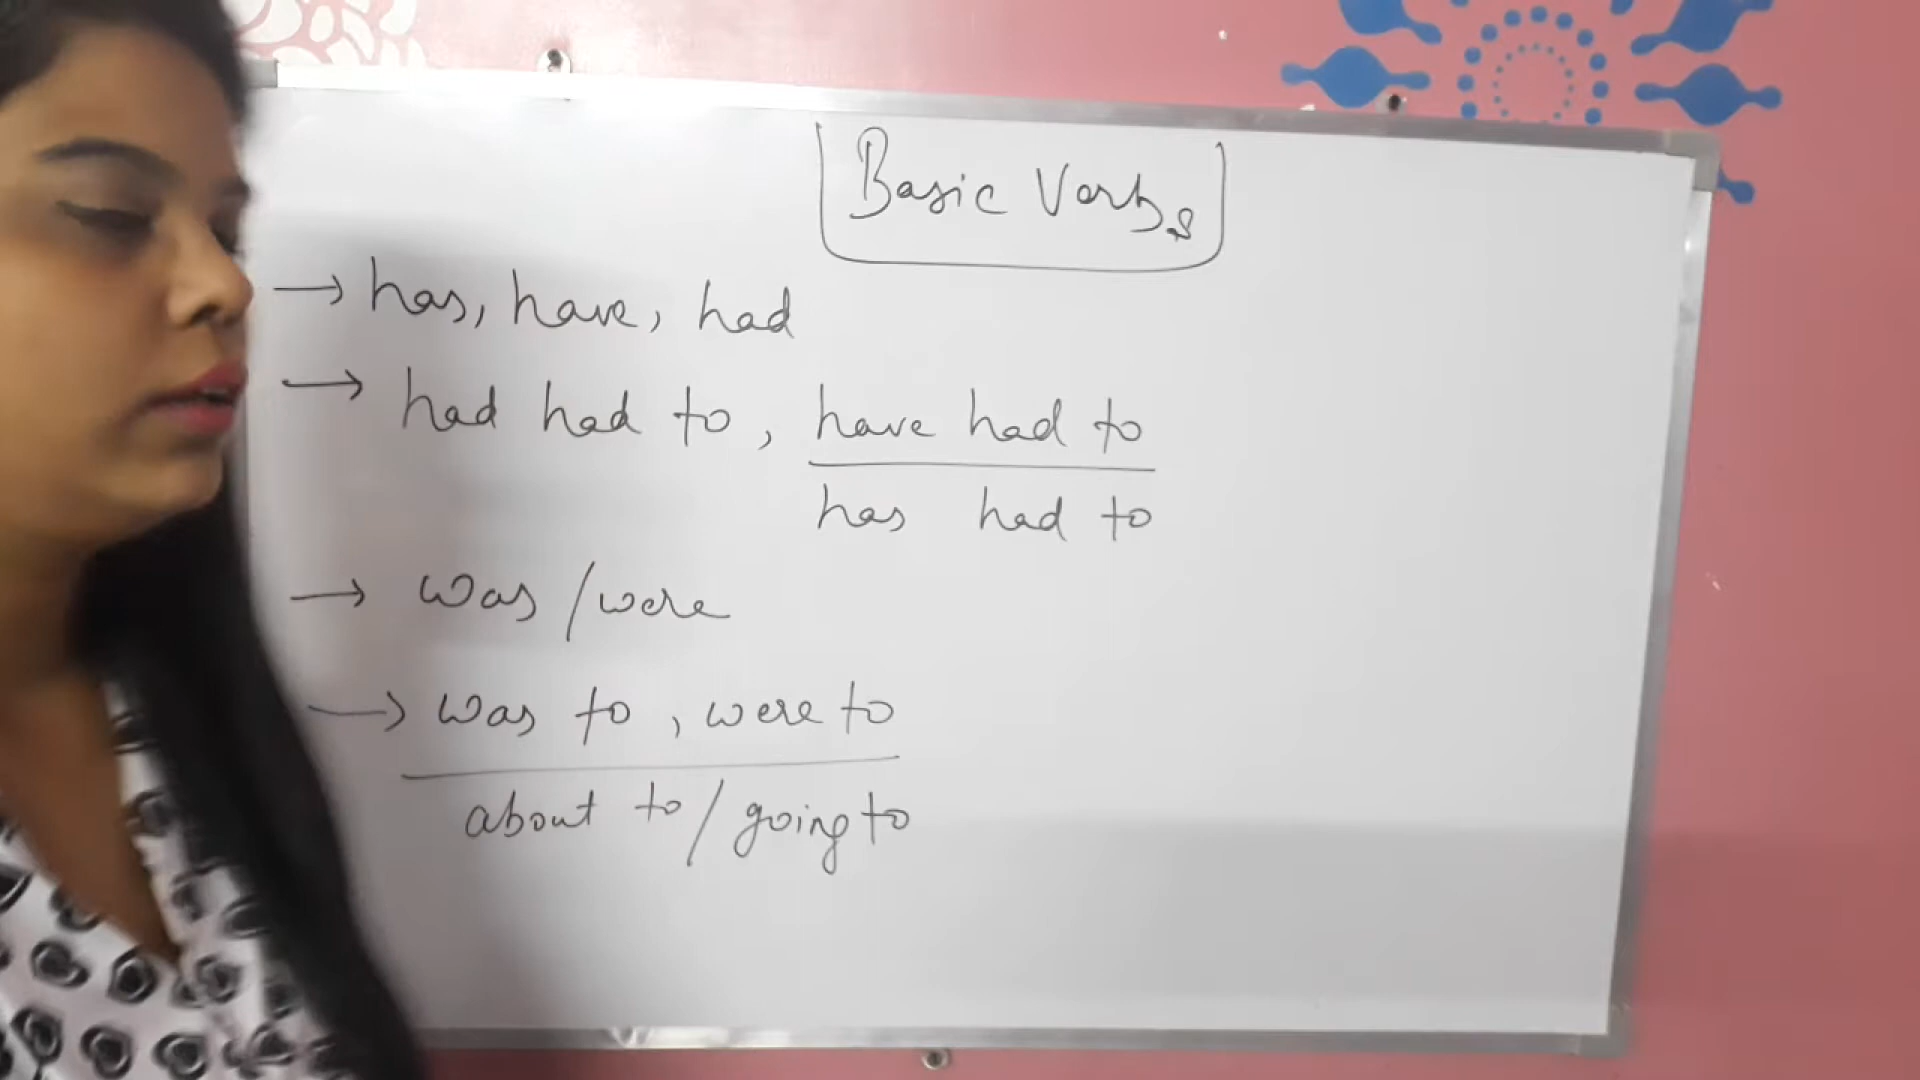 Basic Verbs
→ has, have, had
→ had had to, have had to
has had to
→ was / were
→ was to, were to
about to / going to